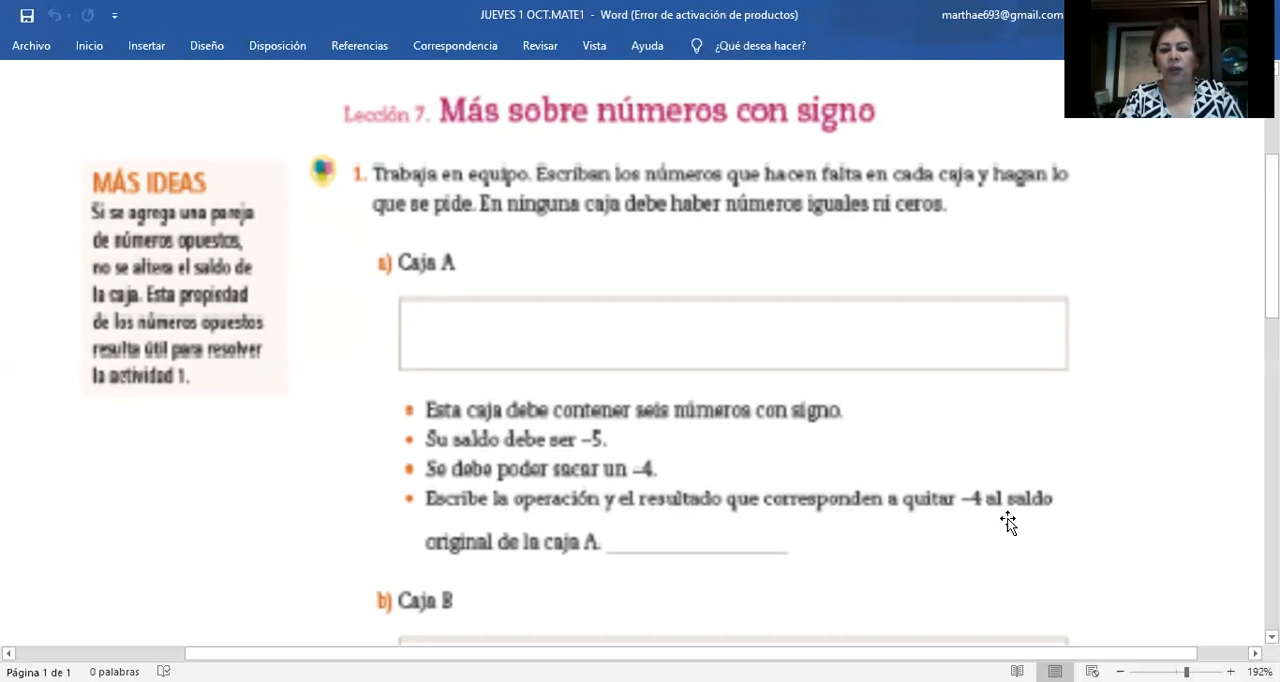 JUEVES 1 OCT.MATE1 - Word (Error de activación de productos)
marthae693@gmail.com
Archivo Inicio Insertar Diseño Disposición Referencias Correspondencia Revisar Vista Ayuda ¿Qué desea hacer?
Lección 7. Más sobre números con signo
MÁS IDEAS
Si se agrega una pareja
de números opuestos,
no se altera el saldo de
la caja. Esta propiedad
de los números opuestos
resulta útil para resolver
la actividad 1.
1. Trabaja en equipo. Escriban los números que hacen falta en cada caja y hagan lo
que se pide. En ninguna caja debe haber números iguales ni ceros.
a) Caja A
• Esta caja debe contener seis números con signo.
• Su saldo debe ser –5.
• Se debe poder sacar un –4.
• Escribe la operación y el resultado que corresponden a quitar –4 al saldo
original de la caja A.
b) Caja B
Página 1 de 1 0 palabras 192%